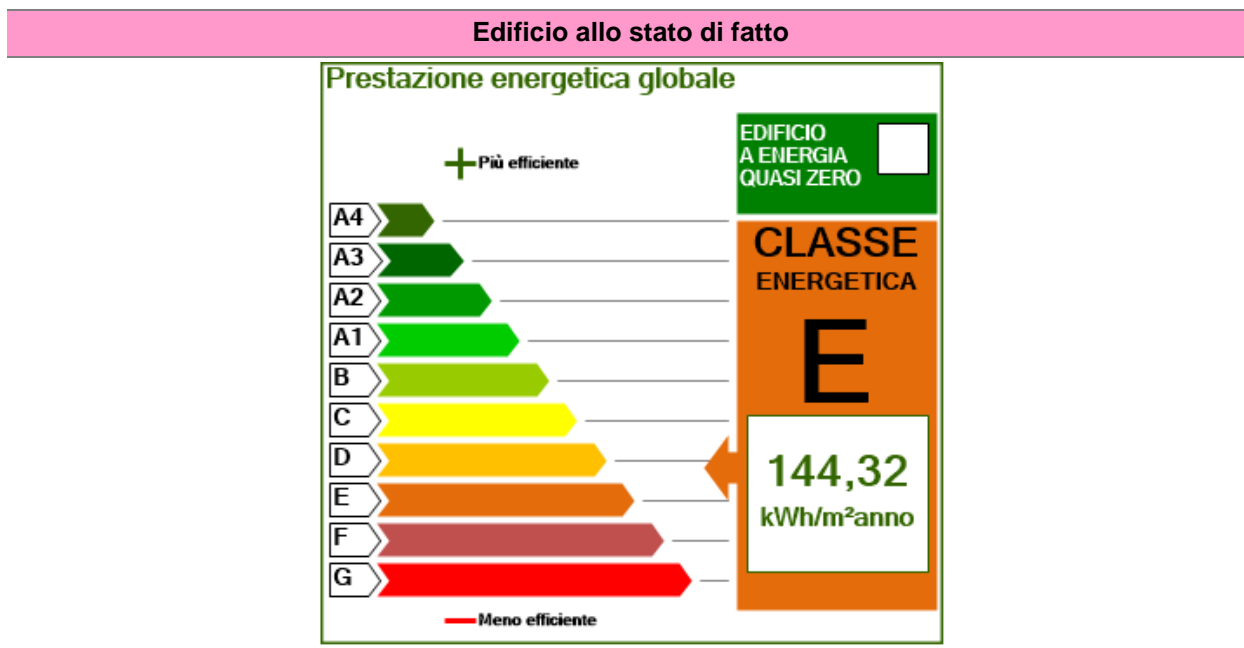 Edificio allo stato di fatto
Prestazione energetica globale
EDIFICIO
A ENERGIA
QUASI ZERO
Più efficiente
A4
A3
A2
A1
B
C
D
E
F
G
Meno efficiente
CLASSE
ENERGETICA
E
144,32
kWh/m²anno